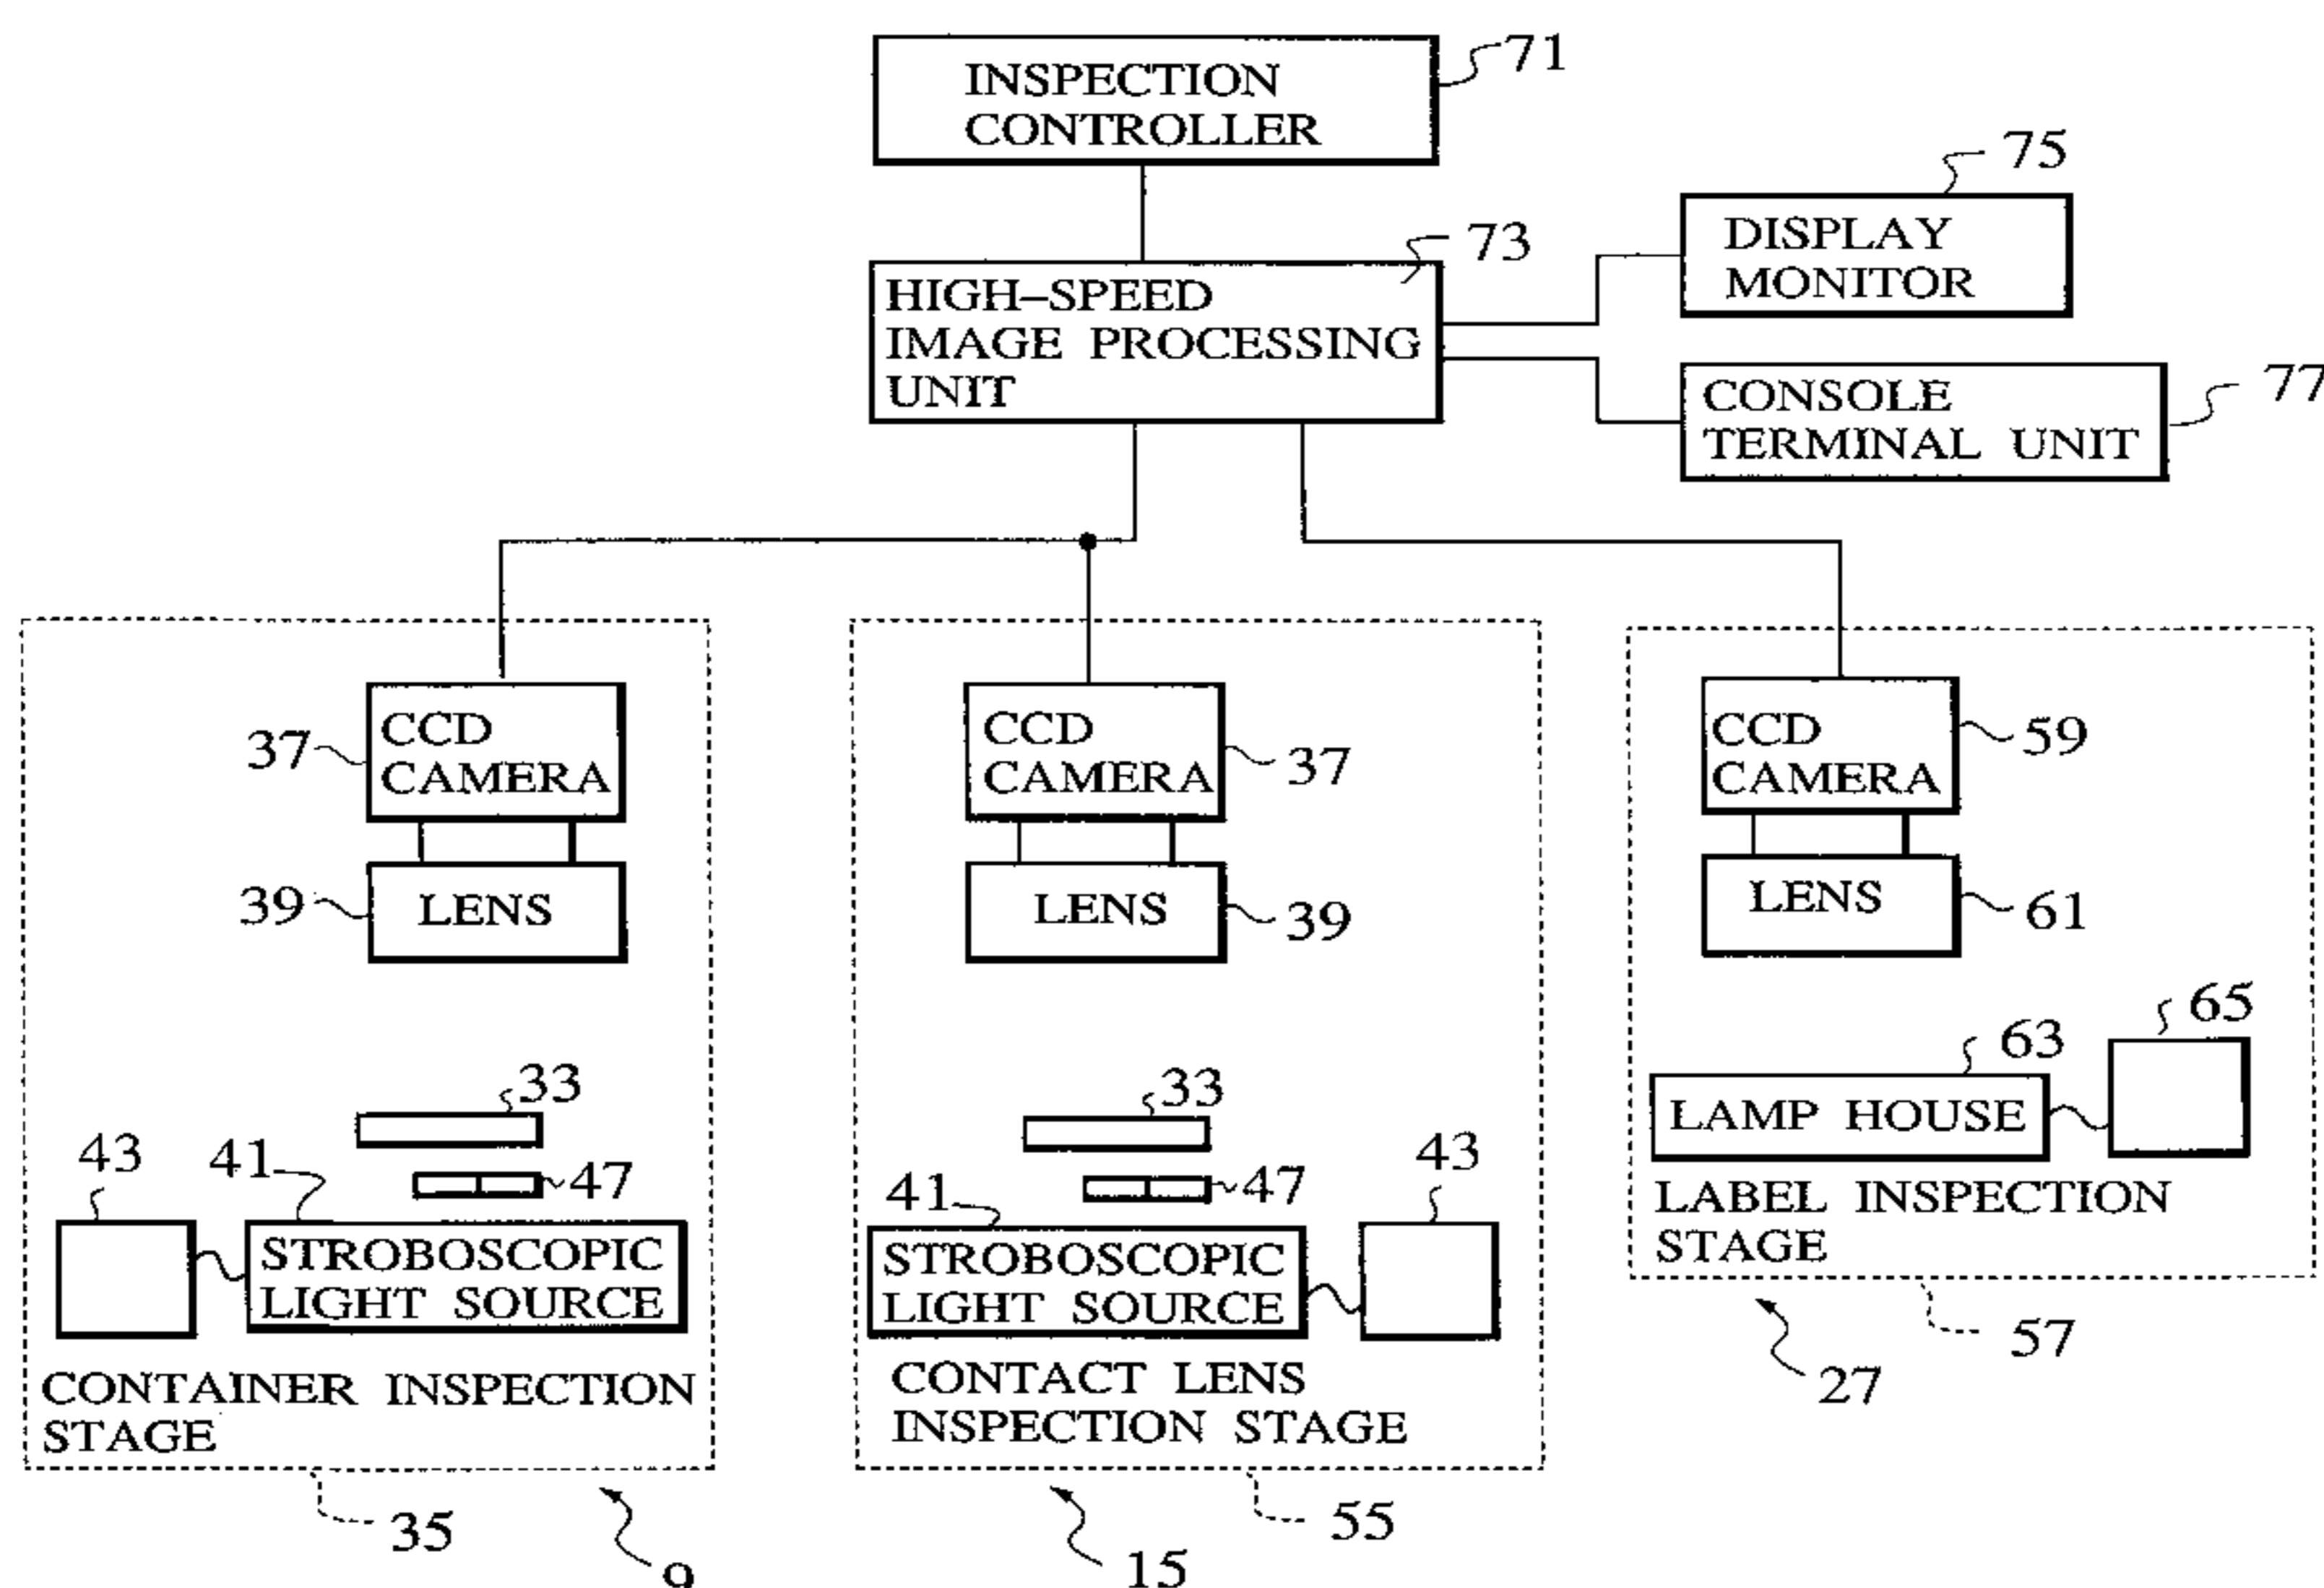 INSPECTION
CONTROLLER
71
HIGH–SPEED
IMAGE PROCESSING
UNIT
73
DISPLAY
MONITOR
75
CONSOLE
TERMINAL UNIT
77
CCD
CAMERA
37
LENS
39
33
47
43
41
STROBOSCOPIC
LIGHT SOURCE
CONTAINER INSPECTION
STAGE
35
9
CCD
CAMERA
37
LENS
39
33
47
41
43
STROBOSCOPIC
LIGHT SOURCE
CONTACT LENS
INSPECTION STAGE
55
15
CCD
CAMERA
59
LENS
61
65
63
LAMP HOUSE
LABEL INSPECTION
STAGE
57
27